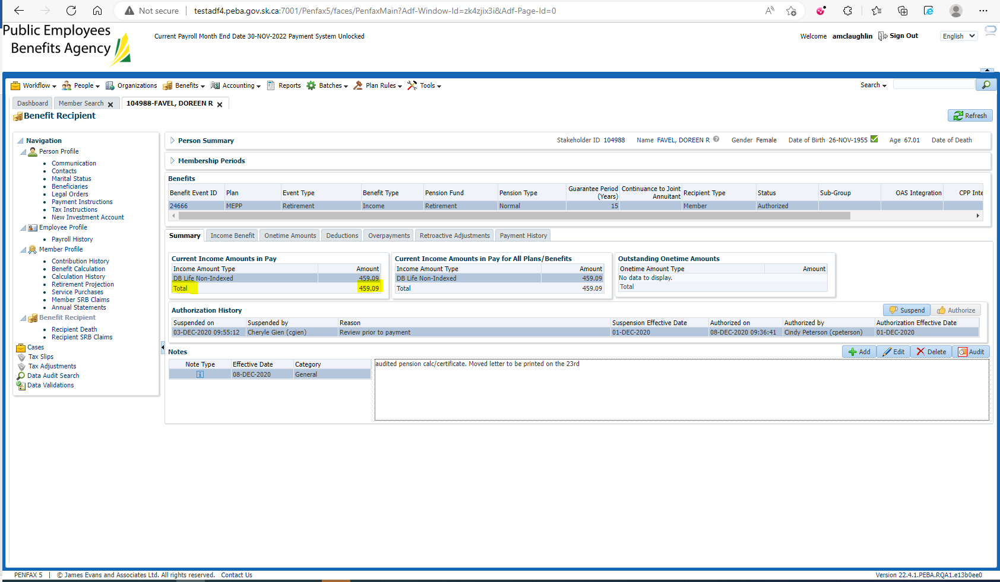 Not secure | testadf4.peba.gov.sk.ca:7001/Penfax5/faces/PenfaxMain?Adf-Window-Id=zk4zjix3i&Adf-Page-Id=0
Public Employees
Benefits Agency
Current Payroll Month End Date 30-NOV-2022 Payment System Unlocked
Welcome amclaughlin Sign Out English
Workflow People Organizations Benefits Accounting Reports Batches Plan Rules Tools Search
Dashboard Member Search 104988-FAVEL, DOREEN R
Benefit Recipient
Refresh
Navigation
Person Profile
Communication
Contacts
Marital Status
Beneficiaries
Legal Orders
Payment Instructions
Tax Instructions
New Investment Account
Employee Profile
Payroll History
Member Profile
Contribution History
Benefit Calculation
Calculation History
Retirement Projection
Service Purchases
Member SRB Claims
Annual Statements
Benefit Recipient
Recipient Death
Recipient SRB Claims
Cases
Tax Slips
Tax Adjustments
Data Audit Search
Data Validations
Person Summary Stakeholder ID 104988 Name FAVEL, DOREEN R Gender Female Date of Birth 26-NOV-1955 Age 67.01 Date of Death
Membership Periods
Benefits
Benefit Event ID Plan Event Type Benefit Type Pension Fund Pension Type Guarantee Period (Years) Continuance to Joint Annuitant Recipient Type Status Sub-Group OAS Integration CPP Inte
24666 MEPP Retirement Income Retirement Normal 15 Member Authorized
Summary Income Benefit Onetime Amounts Deductions Overpayments Retroactive Adjustments Payment History
Current Income Amounts in Pay
Income Amount Type Amount
DB Life Non-Indexed 459.09
Total 459.09
Current Income Amounts in Pay for All Plans/Benefits
Income Amount Type Amount
DB Life Non-Indexed 459.09
Total 459.09
Outstanding Onetime Amounts
Onetime Amount Type Amount
No data to display.
Total
Authorization History
Suspend Authorize
Suspended on Suspended by Reason Suspension Effective Date Authorized on Authorized by Authorization Effective Date
03-DEC-2020 09:55:12 Cheryle Gien (cgien) Review prior to payment 01-DEC-2020 08-DEC-2020 09:36:41 Cindy Peterson (cpeterson) 01-DEC-2020
Notes
Add Edit Delete Audit
Note Type Effective Date Category
08-DEC-2020 General
audited pension calc/certificate. Moved letter to be printed on the 23rd
PENFAX 5 | © James Evans and Associates Ltd. All rights reserved. Contact Us
Version 22.4.1.PEBA.RQA1.e13b0ee0